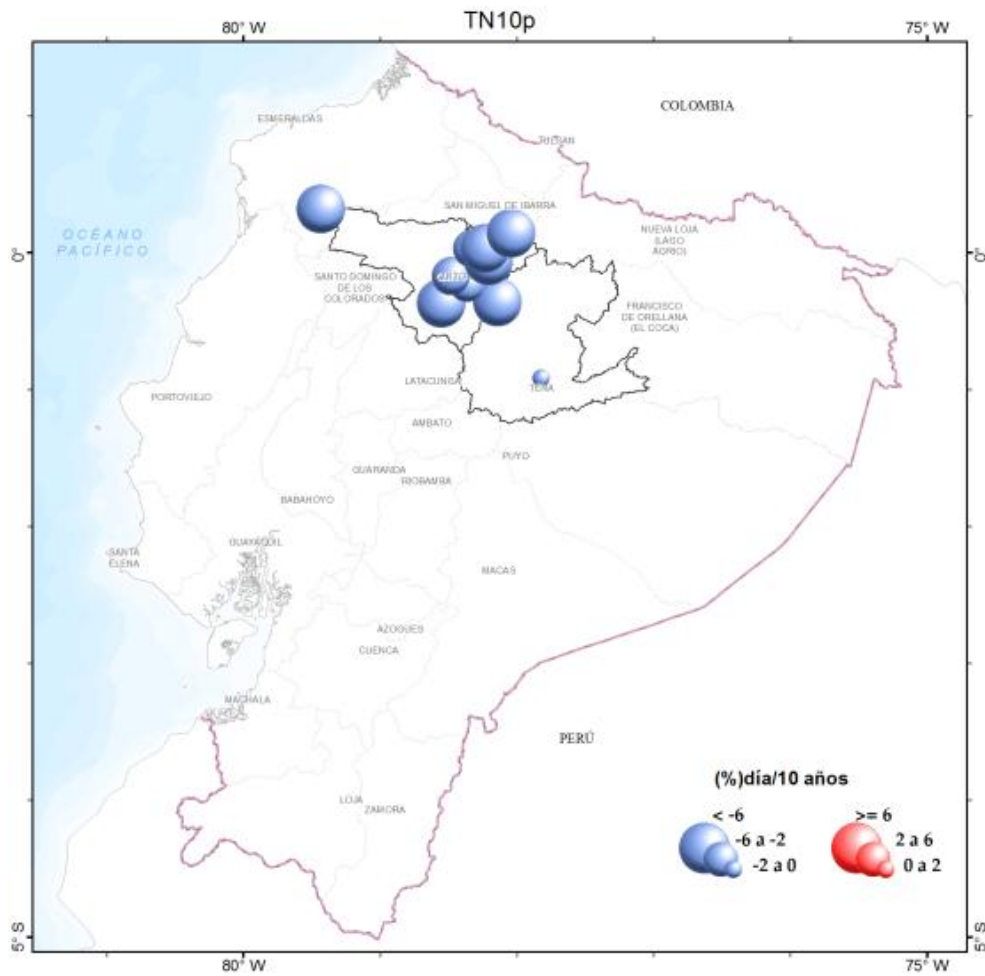 TN10p
80° W
75° W
COLOMBIA
ESMERALDAS
TULCAN
SAN MIGUEL DE IBARRA
OCÉANO
PACÍFICO
0°
0°
NUEVA LOJA
(LAGO
AGRIO)
QUITO
SANTO DOMINGO
DE LOS
COLORADOS
FRANCISCO
DE ORELLANA
(EL COCA)
LATACUNGA
TENA
PORTOVIEJO
AMBATO
PUYO
GUARANDA
RIOBAMBA
BABAHOYO
GUAYAQUIL
SANTA
ELENA
MACAS
AZOGUES
CUENCA
MACHALA
PERÚ
(%)día/10 años
< -6
-6 a -2
-2 a 0
>= 6
2 a 6
0 a 2
LOJA
ZAMORA
5° S
5° S
80° W
75° W